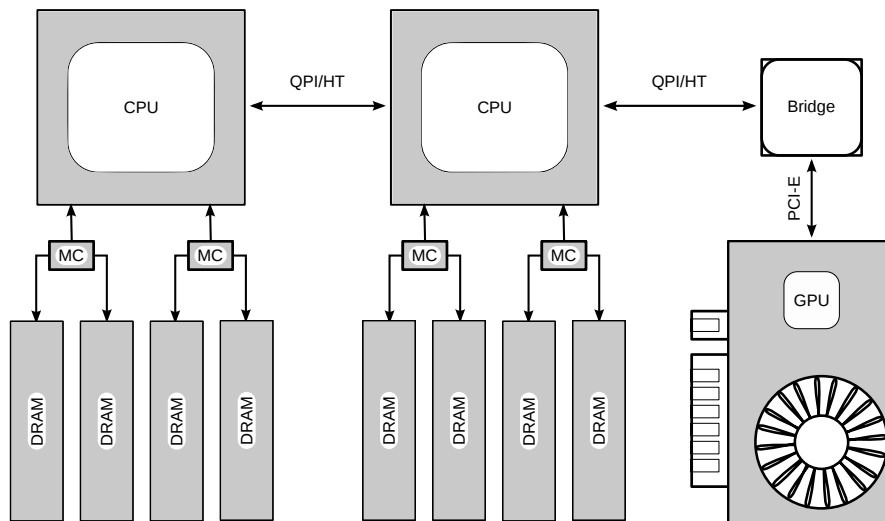 QPI/HT
QPI/HT
CPU
CPU
Bridge
PCI-E
MC
MC
MC
MC
GPU
DRAM
DRAM
DRAM
DRAM
DRAM
DRAM
DRAM
DRAM